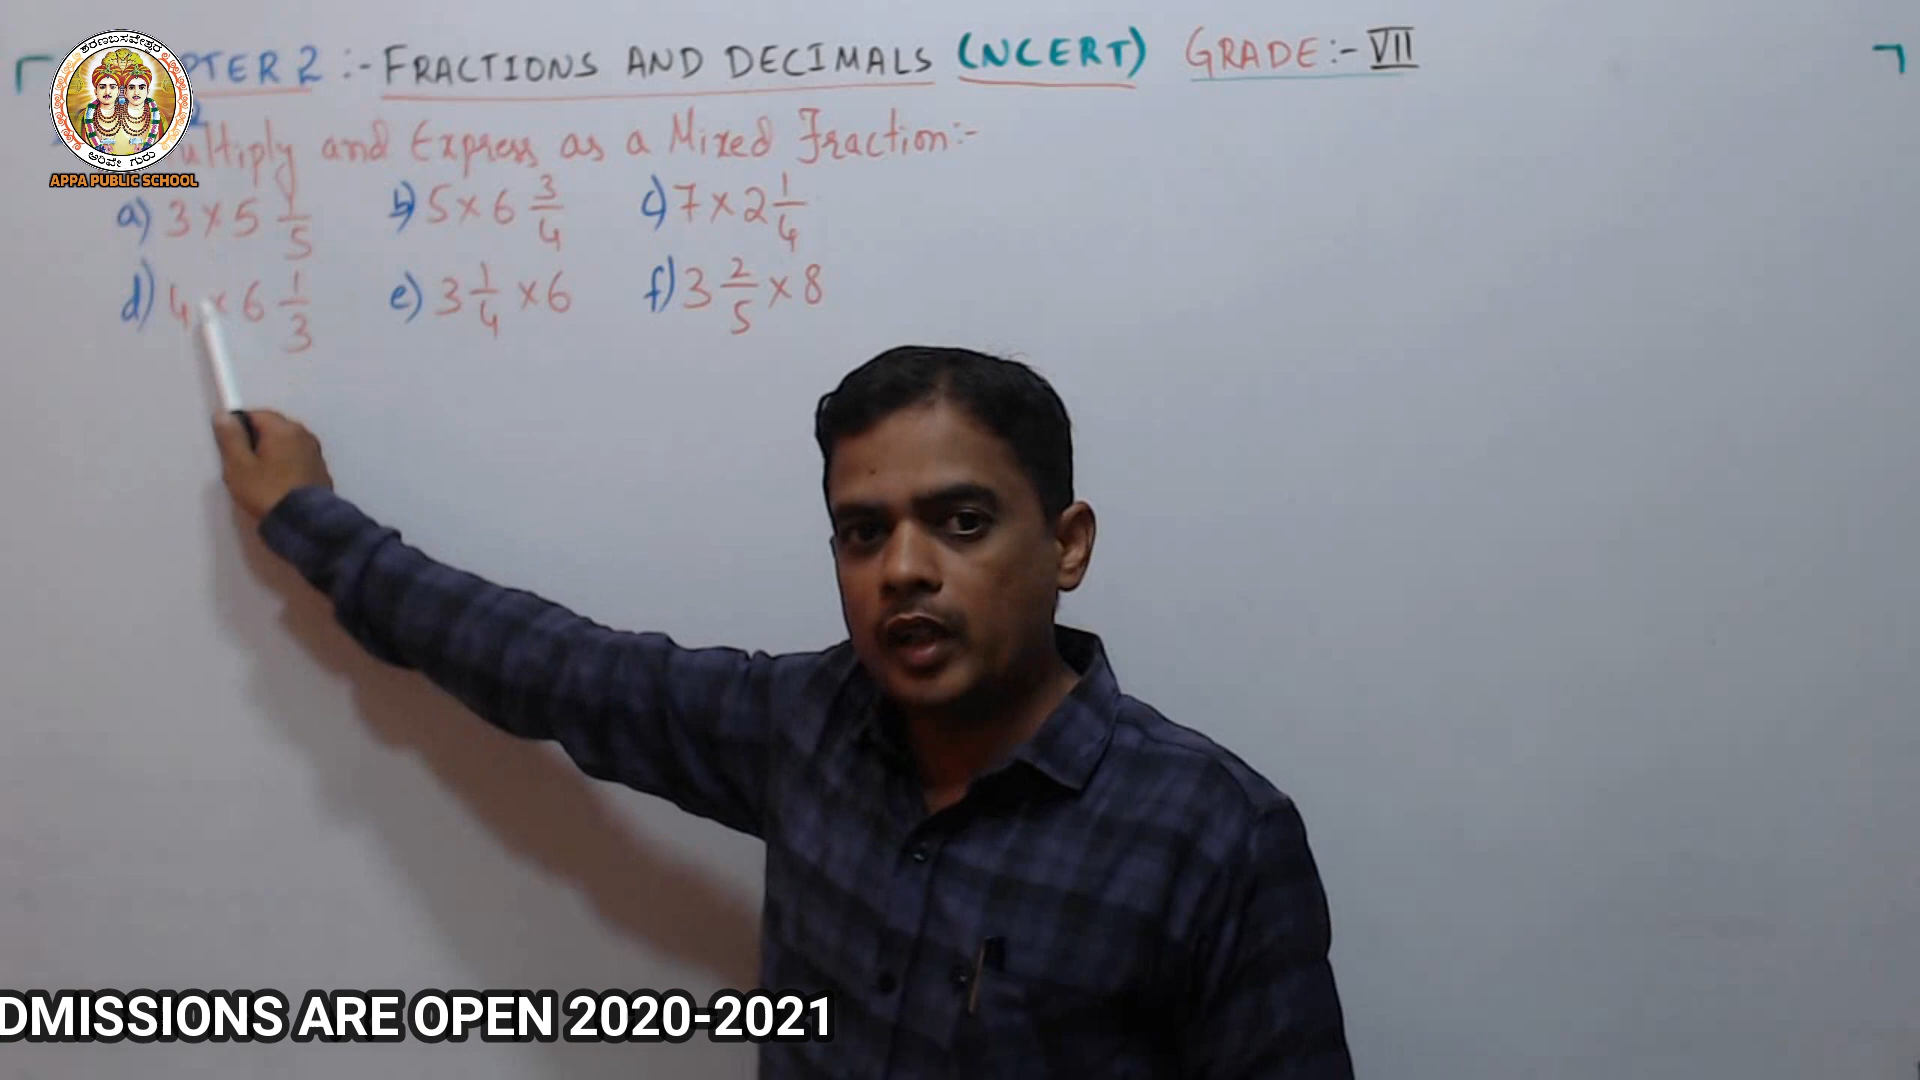 ಶರಣಬಸವೇಶ್ವರ
ಅರಿವೇ ಗುರು
APPA PUBLIC SCHOOL
PTER 2 :- FRACTIONS AND DECIMALS (NCERT) GRADE:- VII
ultiply and Express as a Mixed Fraction:-
a) 3 × 5 1/5 b) 5 × 6 3/4 c) 7 × 2 1/4
d) 4 × 6 1/3 e) 3 1/4 × 6 f) 3 2/5 × 8
DMISSIONS ARE OPEN 2020-2021